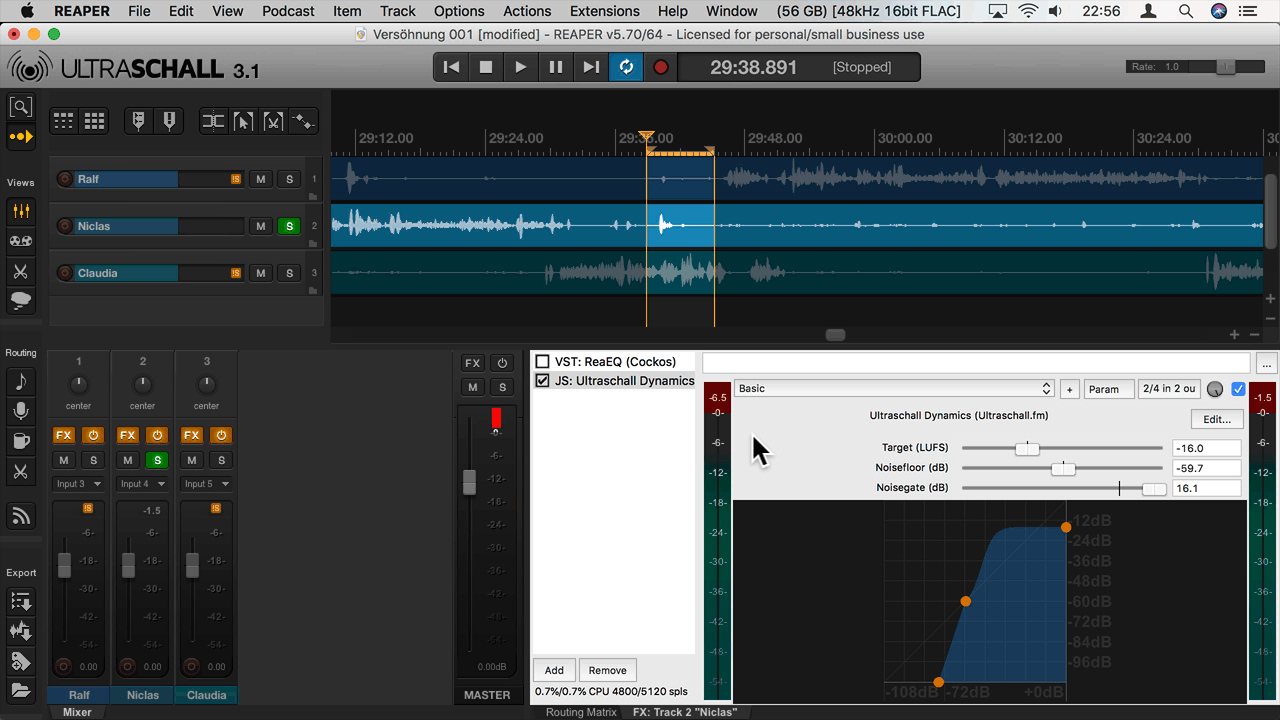 REAPER File Edit View Podcast Item Track Options Actions Extensions Help Window (56 GB) [48kHz 16bit FLAC] 22:56
Versöhnung 001 [modified] - REAPER v5.70/64 - Licensed for personal/small business use
ULTRASCHALL 3.1
29:38.891 [Stopped]
Rate: 1.0
29:12.00 29:24.00 29:36.00 29:48.00 30:00.00 30:12.00 30:24.00
Views
Ralf M S 1
Niclas M S 2
Claudia M S 3
Routing
Export
1 2 3
center center center
FX FX FX FX
M S M S M S M S
Input 3 Input 4 Input 5
-1.5
-6- -6- -6-
-18- -18- -18-
-30- -30- -30-
-42- -42- -42-
-54- -54- -54-
0.00 0.00 0.00
Ralf Niclas Claudia
Mixer
-0-
-6-
-12-
-18-
-24-
-30-
-36-
-42-
-54-
0.00dB
MASTER
VST: ReaEQ (Cockos)
JS: Ultraschall Dynamics
Add Remove
0.7%/0.7% CPU 4800/5120 spls
Routing Matrix FX: Track 2 "Niclas"
...
Basic + Param 2/4 in 2 ou
Ultraschall Dynamics (Ultraschall.fm)
Edit...
Target (LUFS) -16.0
Noisefloor (dB) -59.7
Noisegate (dB) 16.1
-6.5 -1.5
-0- -0-
-6- -6-
-12- -12-
-18- -18-
-24- -24-
-30- -30-
-36- -36-
-42- -42-
-48- -48-
-54- -54-
-12dB
-24dB
-36dB
-48dB
-60dB
-72dB
-84dB
-96dB
-108dB -72dB +0dB